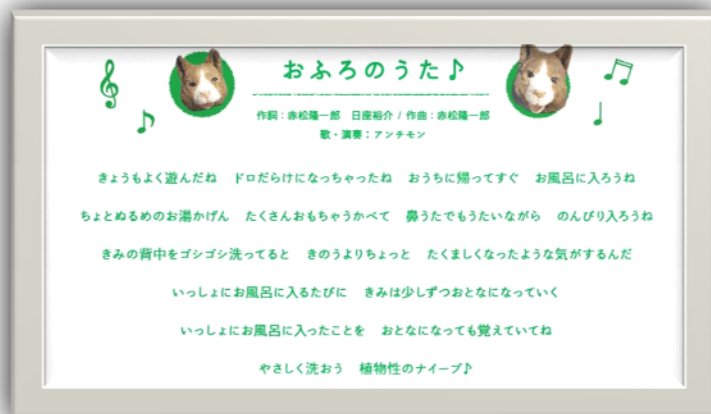 おふろのうた♪
作詞:赤松隆一郎 日座裕介 / 作曲:赤松隆一郎
歌・演奏:アンチモン
きょうもよく遊んだね ドロだらけになっちゃったね おうちに帰ってすぐ お風呂に入ろうね
ちょとぬるめのお湯かげん たくさんおもちゃうかべて 鼻うたでもうたいながら のんびり入ろうね
きみの背中をゴシゴシ洗ってると きのうよりちょっと たくましくなったような気がするんだ
いっしょにお風呂に入るたびに きみは少しずつおとなになっていく
いっしょにお風呂に入ったことを おとなになっても覚えていてね
やさしく洗おう 植物性のナイーブ♪